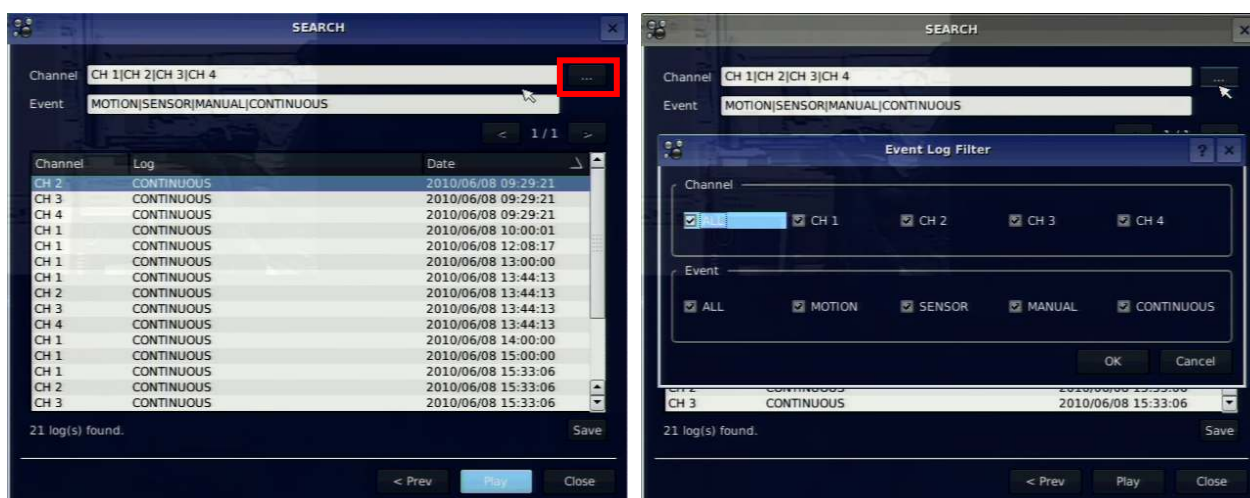 SEARCH
Channel CH 1|CH 2|CH 3|CH 4 ...
Event MOTION|SENSOR|MANUAL|CONTINUOUS
< 1/1 >
Channel Log Date
CH 2 CONTINUOUS 2010/06/08 09:29:21
CH 3 CONTINUOUS 2010/06/08 09:29:21
CH 4 CONTINUOUS 2010/06/08 09:29:21
CH 1 CONTINUOUS 2010/06/08 10:00:01
CH 1 CONTINUOUS 2010/06/08 12:08:17
CH 1 CONTINUOUS 2010/06/08 13:00:00
CH 1 CONTINUOUS 2010/06/08 13:44:13
CH 2 CONTINUOUS 2010/06/08 13:44:13
CH 3 CONTINUOUS 2010/06/08 13:44:13
CH 4 CONTINUOUS 2010/06/08 13:44:13
CH 1 CONTINUOUS 2010/06/08 14:00:00
CH 1 CONTINUOUS 2010/06/08 15:00:00
CH 1 CONTINUOUS 2010/06/08 15:33:06
CH 2 CONTINUOUS 2010/06/08 15:33:06
CH 3 CONTINUOUS 2010/06/08 15:33:06
21 log(s) found. Save
< Prev Play Close
SEARCH
Channel CH 1|CH 2|CH 3|CH 4 ...
Event MOTION|SENSOR|MANUAL|CONTINUOUS
Event Log Filter ?
Channel
ALL CH 1 CH 2 CH 3 CH 4
Event
ALL MOTION SENSOR MANUAL CONTINUOUS
OK Cancel
CH 3 CONTINUOUS 2010/06/08 15:33:06
21 log(s) found. Save
< Prev Play Close